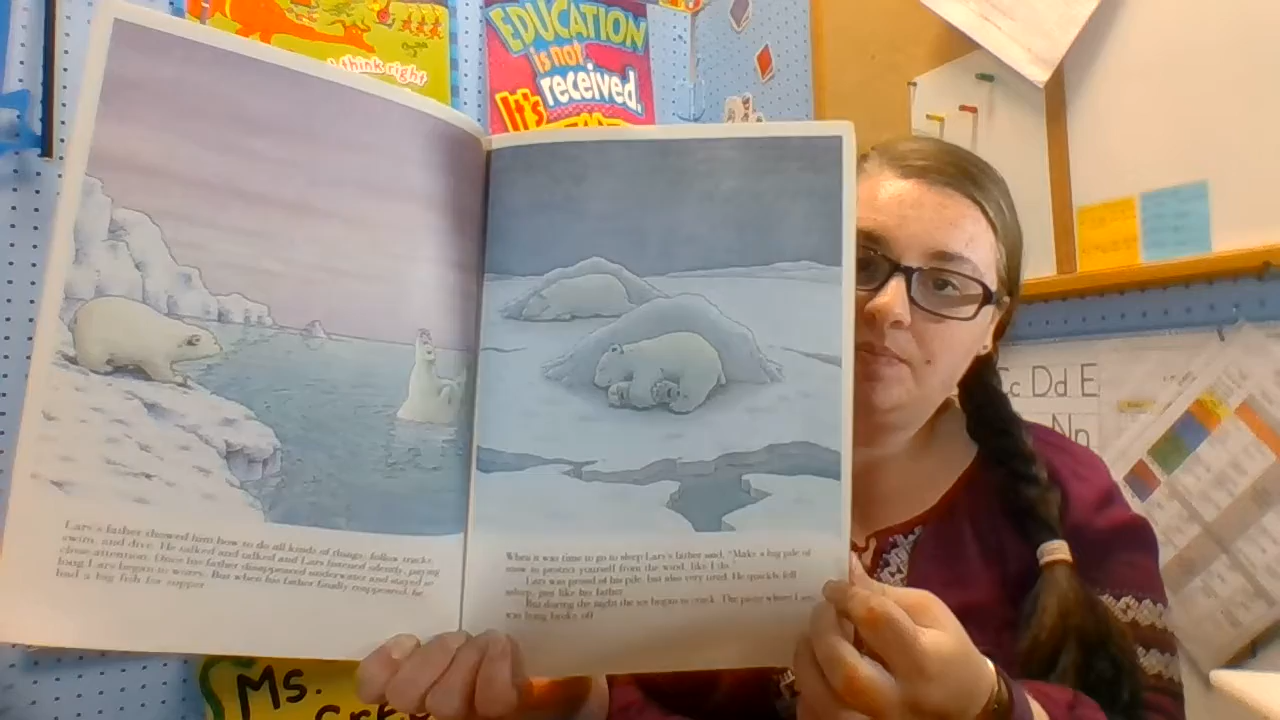 think right
EDUCATION
is not
received.
It's
Cc Dd E
Nn
Lars's father showed him how to do all kinds of things: follow tracks,
swim, and dive. He talked and talked and Lars listened silently, paying
close attention. Once his father disappeared underwater and stayed so
long Lars began to worry. But when his father finally reappeared, he
had a big fish for supper.
When it was time to go to sleep Lars's father said, "Make a big pile of
snow to protect yourself from the wind, like I do."
Lars was proud of his pile, but also very tired. He quickly fell
asleep, just like his father.
But during the night the ice began to crack. The piece where Lars
was lying broke off
Ms.